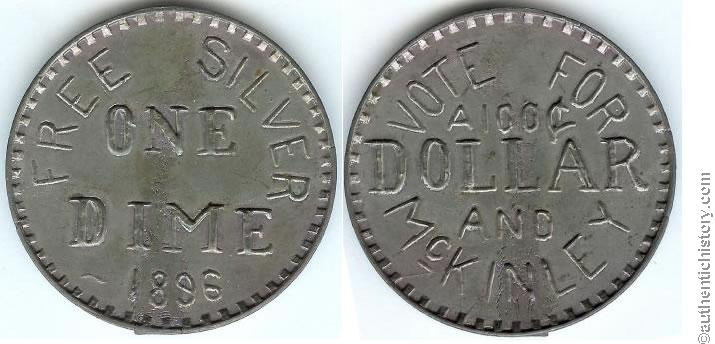 FREE SILVER
ONE
DIME
~1896
VOTE FOR
A 100¢
DOLLAR
AND
McKINLEY
©authentichistory.com